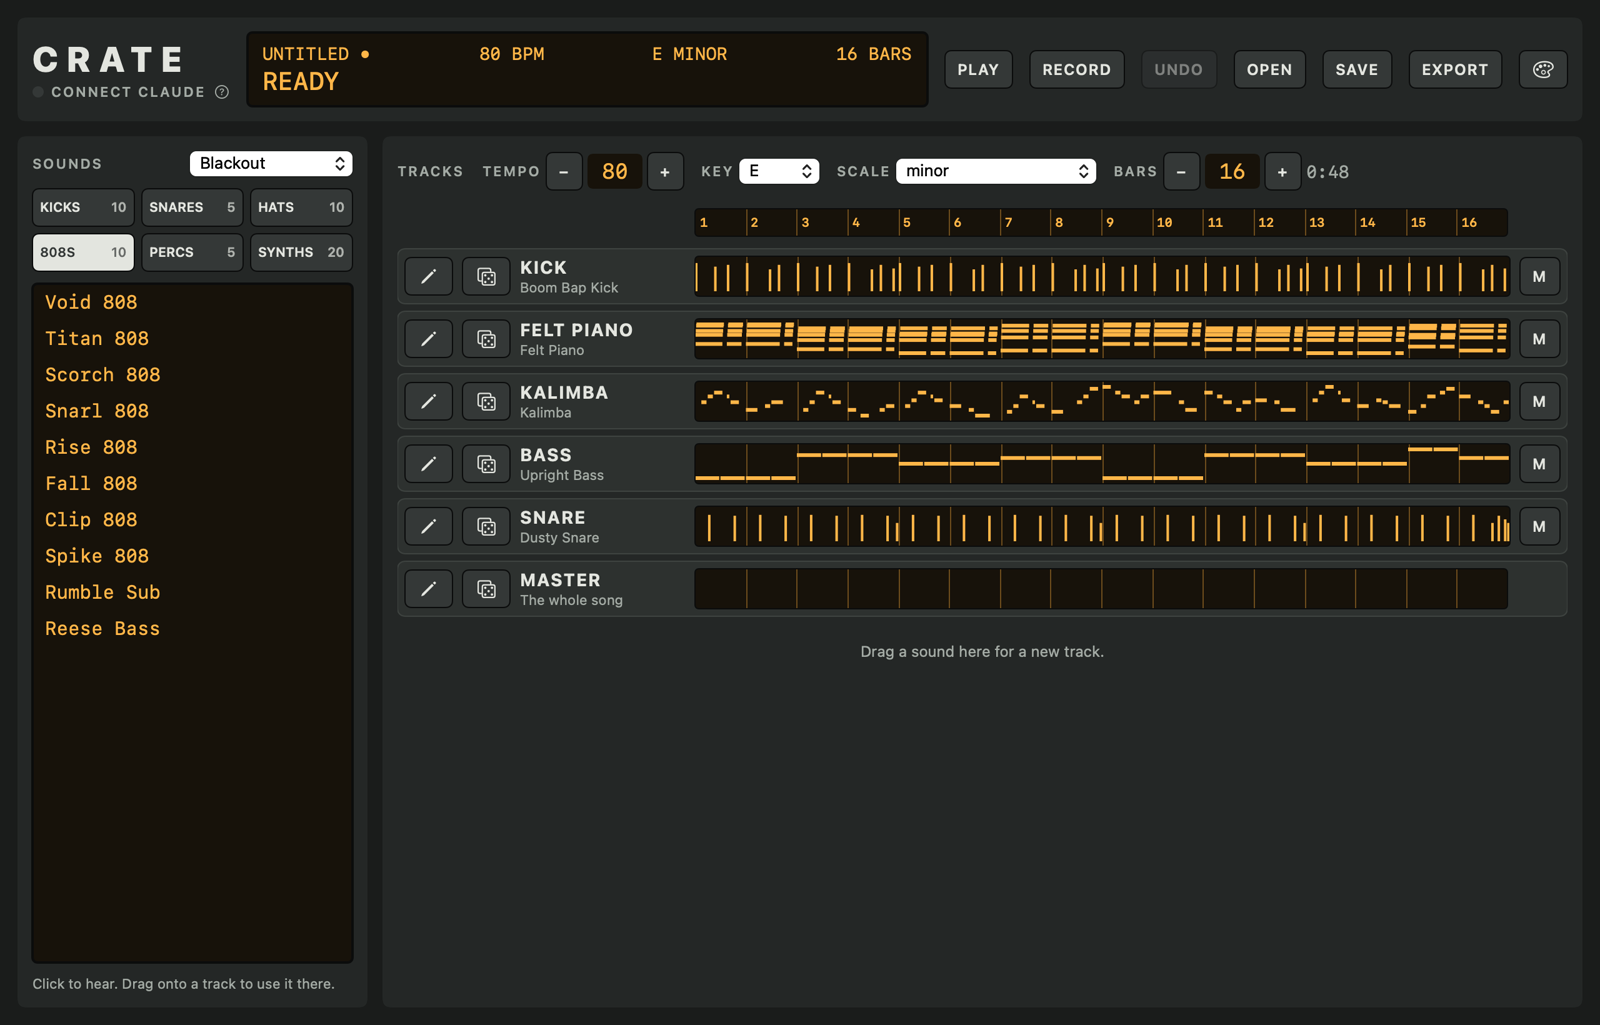 CRATE
CONNECT CLAUDE ?
UNTITLED • 80 BPM E MINOR 16 BARS
READY
PLAY RECORD UNDO OPEN SAVE EXPORT
SOUNDS Blackout
KICKS 10 SNARES 5 HATS 10
808S 10 PERCS 5 SYNTHS 20
Void 808
Titan 808
Scorch 808
Snarl 808
Rise 808
Fall 808
Clip 808
Spike 808
Rumble Sub
Reese Bass
Click to hear. Drag onto a track to use it there.
TRACKS TEMPO − 80 + KEY E SCALE minor BARS − 16 + 0:48
1 2 3 4 5 6 7 8 9 10 11 12 13 14 15 16
KICK
Boom Bap Kick
M
FELT PIANO
Felt Piano
M
KALIMBA
Kalimba
M
BASS
Upright Bass
M
SNARE
Dusty Snare
M
MASTER
The whole song
Drag a sound here for a new track.